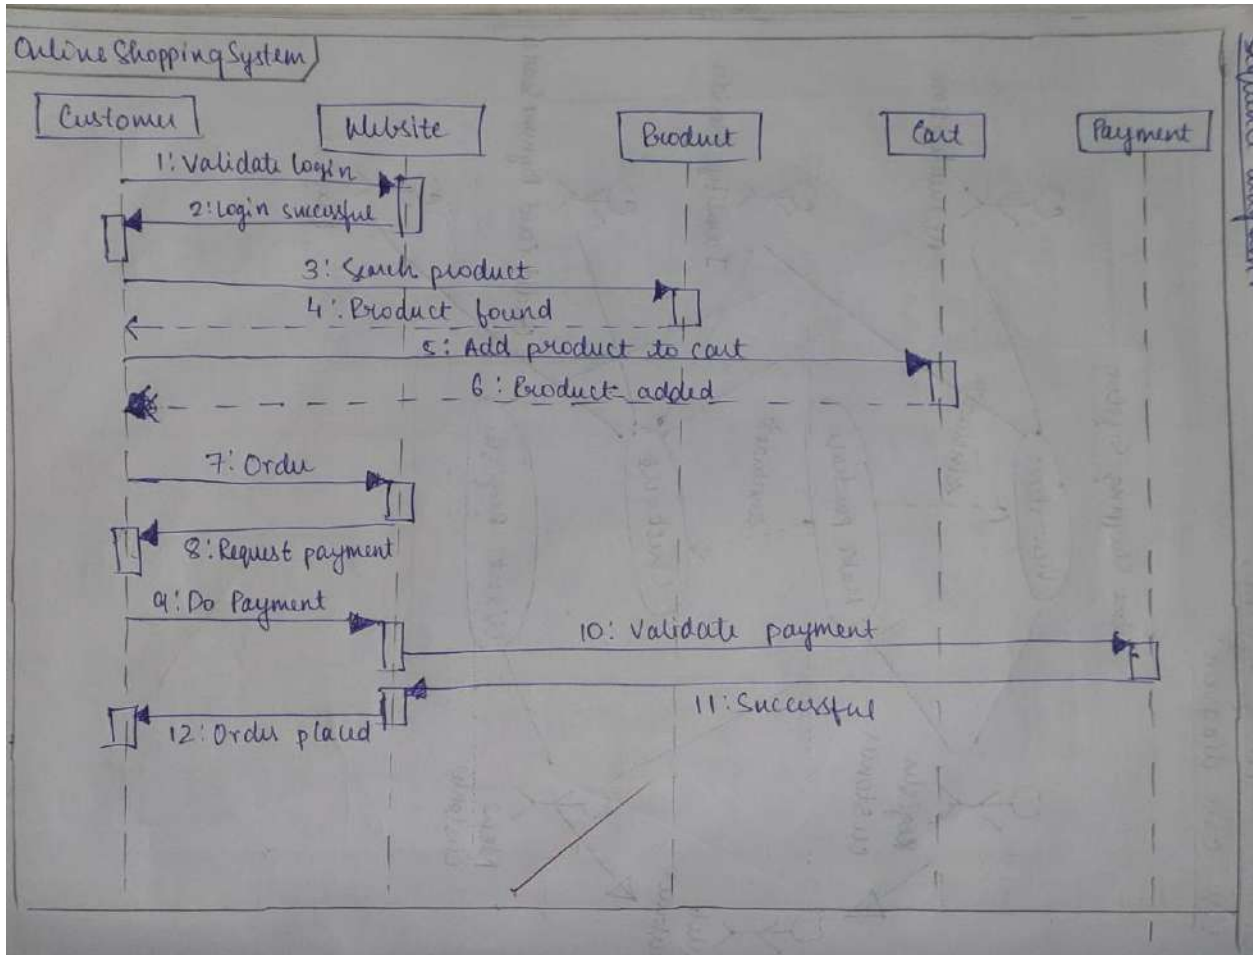 Online Shopping System
Customer
Website
Product
Cart
Payment
1: Validate login
2: Login successful
3: Search product
4: Product found
5: Add product to cart
6: Product added
7: Order
8: Request payment
9: Do Payment
10: Validate payment
11: Successful
12: Order placed